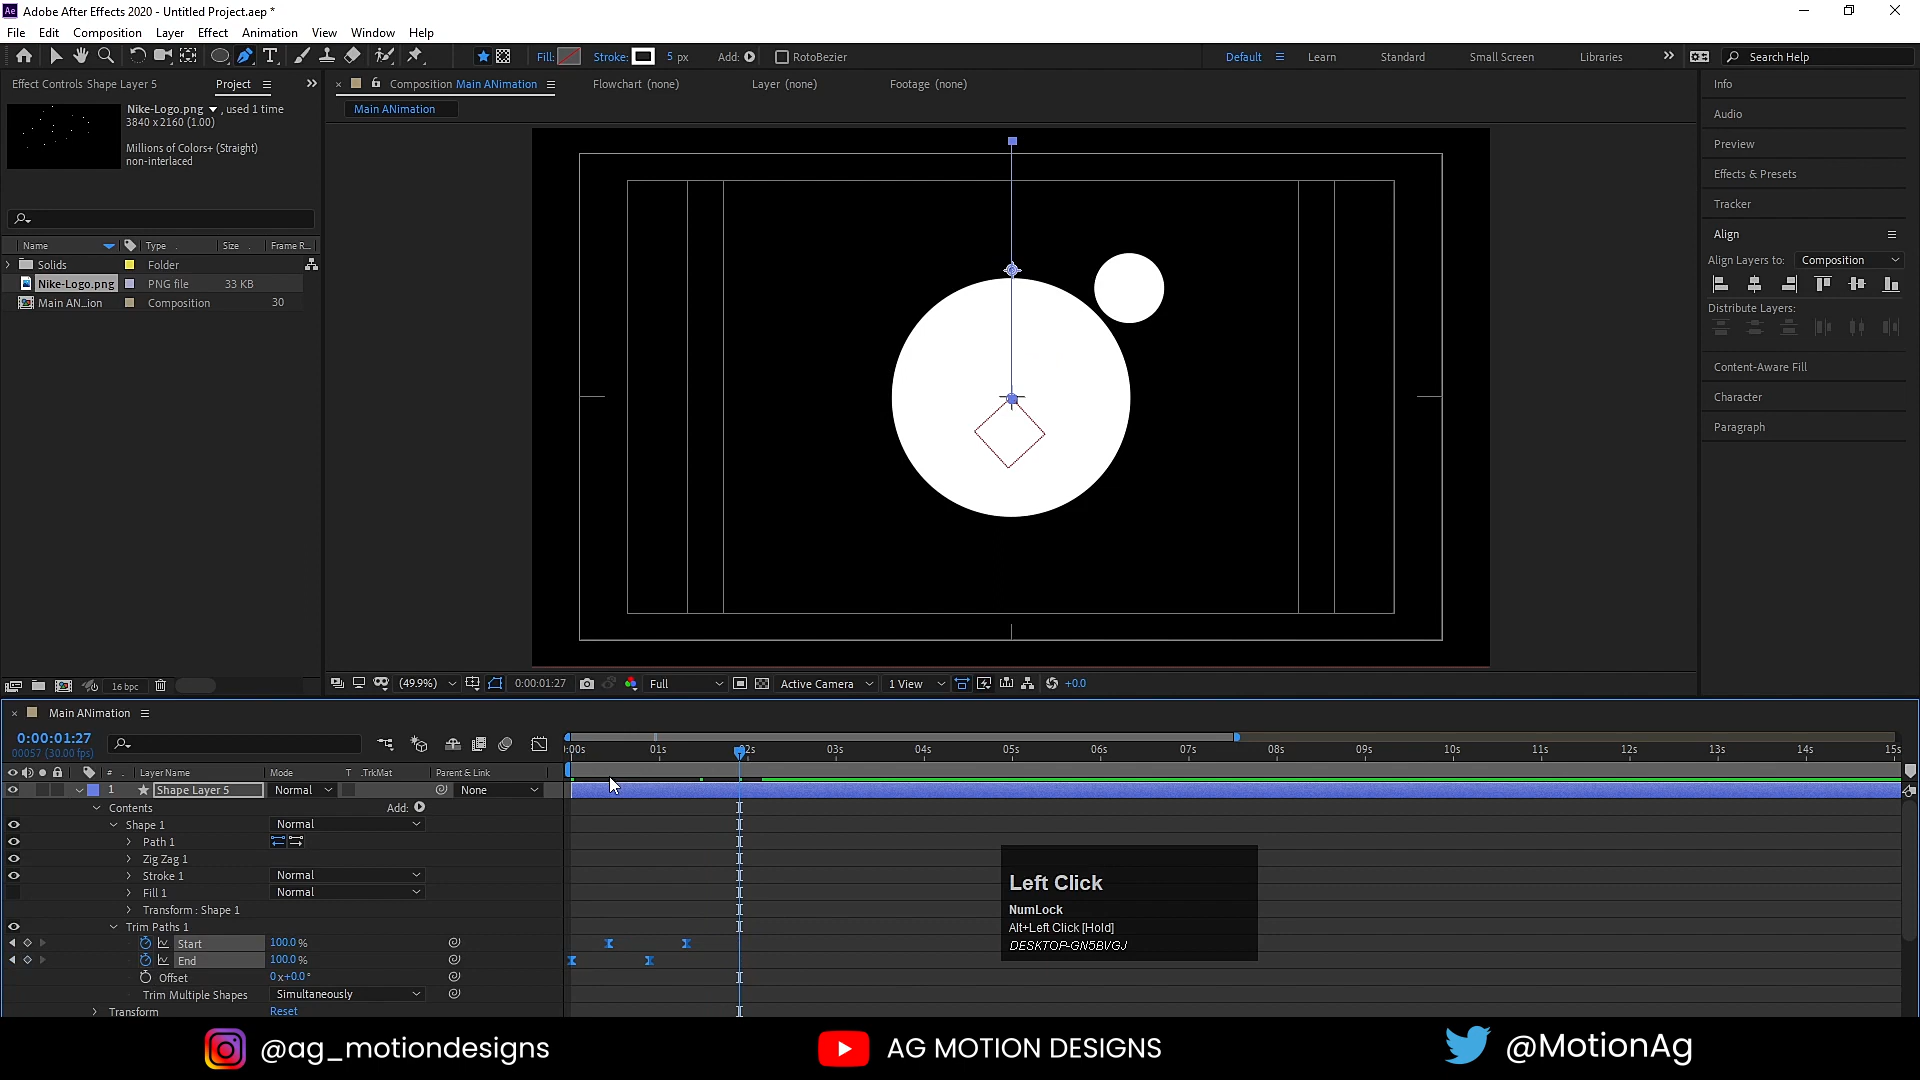 Adobe After Effects 2020 - Untitled Project.aep *
File Edit Composition Layer Effect Animation View Window Help
Fill: Stroke: 5 px Add: RotoBezier Default Learn Standard Small Screen Libraries Search Help
Effect Controls Shape Layer 5 Project
Composition Main ANimation Flowchart (none) Layer (none) Footage (none)
Main ANimation
Nike-Logo.png , used 1 time
3840 x 2160 (1.00)
Millions of Colors+ (Straight)
non-interlaced
Name Type Size Frame R...
Solids Folder
Nike-Logo.png PNG file 33 KB
Main AN...ion Composition 30
Info
Audio
Preview
Effects & Presets
Tracker
Align
Align Layers to: Composition
Distribute Layers:
Content-Aware Fill
Character
Paragraph
16 bpc
(49.9%) 0:00:01:27 Full Active Camera 1 View +0.0
Main ANimation
0:00:01:27
00057 (30.00 fps)
:00s 01s 02s 03s 04s 05s 06s 07s 08s 09s 10s 11s 12s 13s 14s 15s
# Layer Name Mode T .TrkMat Parent & Link
1 Shape Layer 5 Normal None
Contents Add:
Shape 1 Normal
Path 1
Zig Zag 1
Stroke 1 Normal
Fill 1 Normal
Transform : Shape 1
Trim Paths 1
Start 100.0 %
End 100.0 %
Offset 0 x+0.0 °
Trim Multiple Shapes Simultaneously
Transform Reset
Left Click
NumLock
Alt+Left Click [Hold]
DESKTOP-GN5BVGJ
@ag_motiondesigns AG MOTION DESIGNS @MotionAg